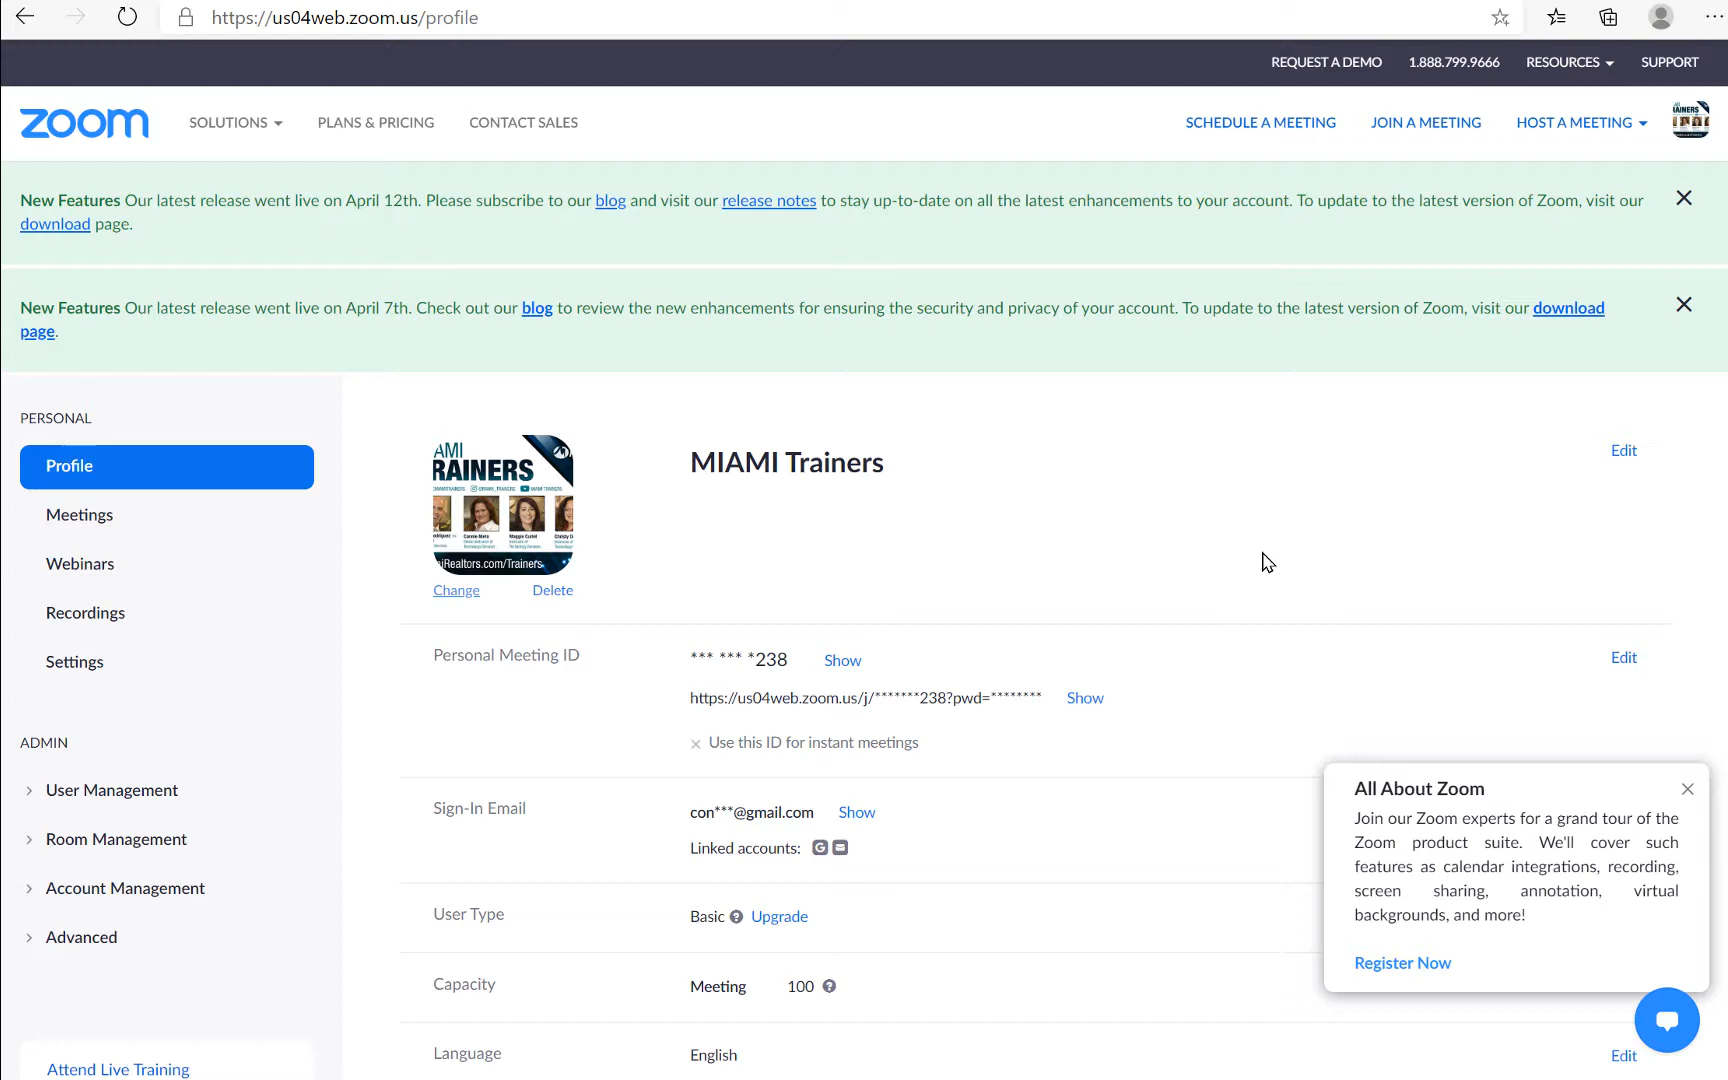 https://us04web.zoom.us/profile
REQUEST A DEMO 1.888.799.9666 RESOURCES SUPPORT
zoom SOLUTIONS PLANS & PRICING CONTACT SALES SCHEDULE A MEETING JOIN A MEETING HOST A MEETING
New Features Our latest release went live on April 12th. Please subscribe to our blog and visit our release notes to stay up-to-date on all the latest enhancements to your account. To update to the latest version of Zoom, visit our
download page.
New Features Our latest release went live on April 7th. Check out our blog to review the new enhancements for ensuring the security and privacy of your account. To update to the latest version of Zoom, visit our download
page.
PERSONAL
Profile
Meetings
Webinars
Recordings
Settings
ADMIN
User Management
Room Management
Account Management
Advanced
Attend Live Training
AMI
RAINERS
iRealtors.com/Trainers
Change Delete
MIAMI Trainers Edit
Personal Meeting ID *** *** *238 Show Edit
https://us04web.zoom.us/j/*******238?pwd=******** Show
Use this ID for instant meetings
Sign-In Email con***@gmail.com Show
Linked accounts:
User Type Basic Upgrade
Capacity Meeting 100
Language English Edit
All About Zoom
Join our Zoom experts for a grand tour of the
Zoom product suite. We'll cover such
features as calendar integrations, recording,
screen sharing, annotation, virtual
backgrounds, and more!
Register Now